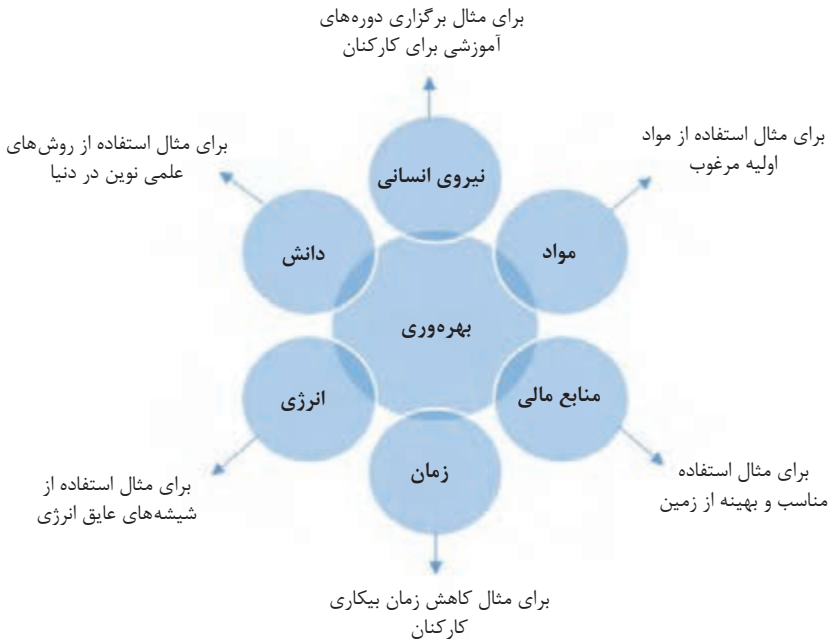 برای مثال برگزاری دوره‌های
آموزشی برای کارکنان
نیروی انسانی
برای مثال استفاده از مواد
اولیه مرغوب
مواد
برای مثال استفاده از روش‌های
علمی نوین در دنیا
دانش
بهره‌وری
منابع مالی
برای مثال استفاده
مناسب و بهینه از زمین
انرژی
برای مثال استفاده از
شیشه‌های عایق انرژی
زمان
برای مثال کاهش زمان بیکاری
کارکنان